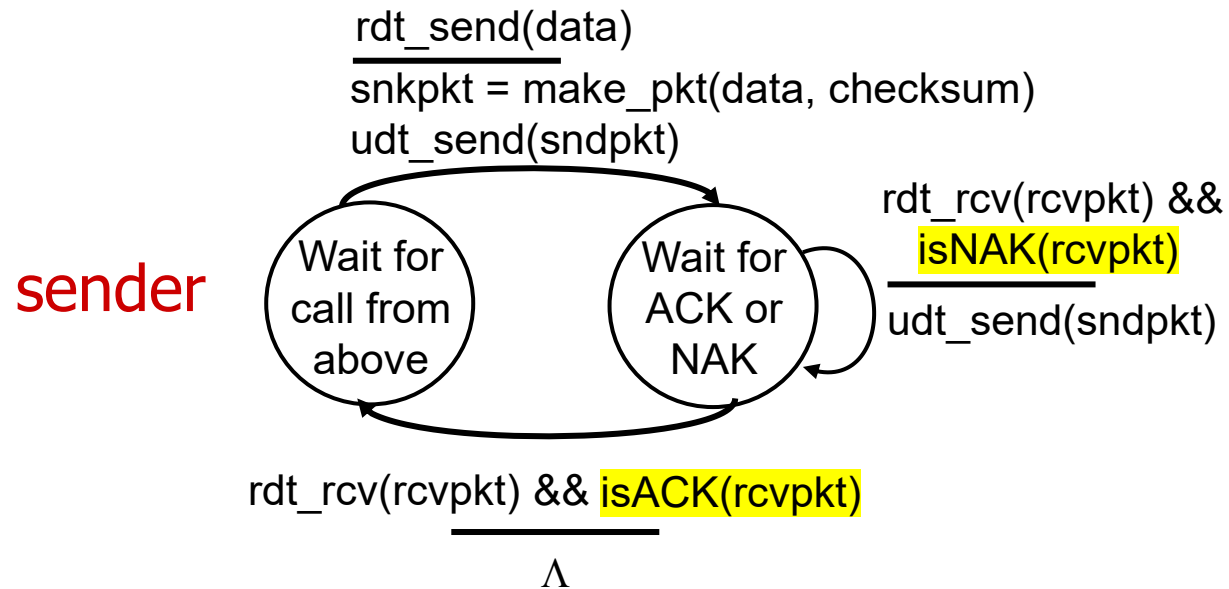 rdt_send(data)
snkpkt = make_pkt(data, checksum)
udt_send(sndpkt)
sender
Wait for
call from
above
Wait for
ACK or
NAK
rdt_rcv(rcvpkt) &&
isNAK(rcvpkt)
udt_send(sndpkt)
rdt_rcv(rcvpkt) && isACK(rcvpkt)
Λ